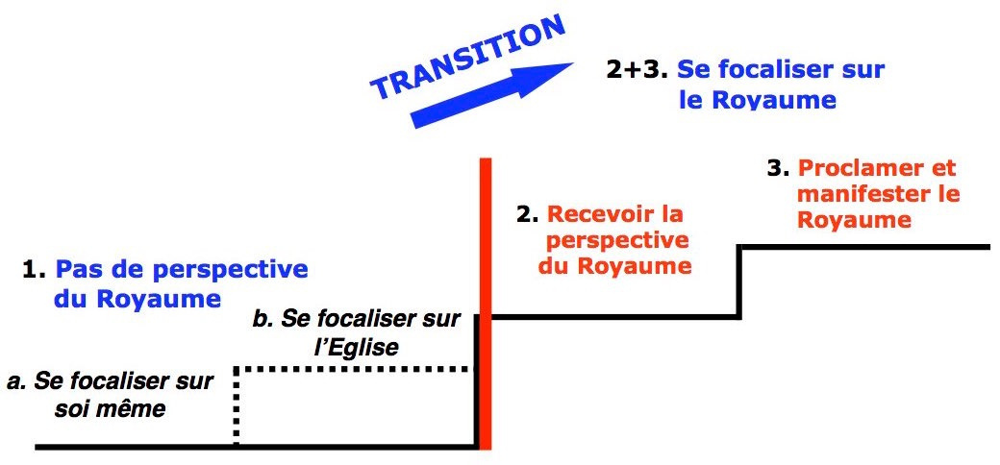 TRANSITION
2+3. Se focaliser sur
le Royaume
3. Proclamer et
manifester le
Royaume
2. Recevoir la
perspective
du Royaume
1. Pas de perspective
du Royaume
b. Se focaliser sur
l’Eglise
a. Se focaliser sur
soi même